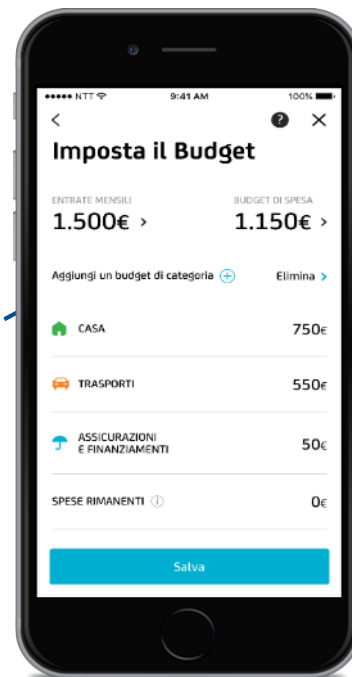 NTT 9:41 AM 100%
Imposta il Budget
ENTRATE MENSILI BUDGET DI SPESA
1.500€ > 1.150€ >
Aggiungi un budget di categoria Elimina >
CASA 750€
TRASPORTI 550€
ASSICURAZIONI
E FINANZIAMENTI 50€
SPESE RIMANENTI 0€
Salva